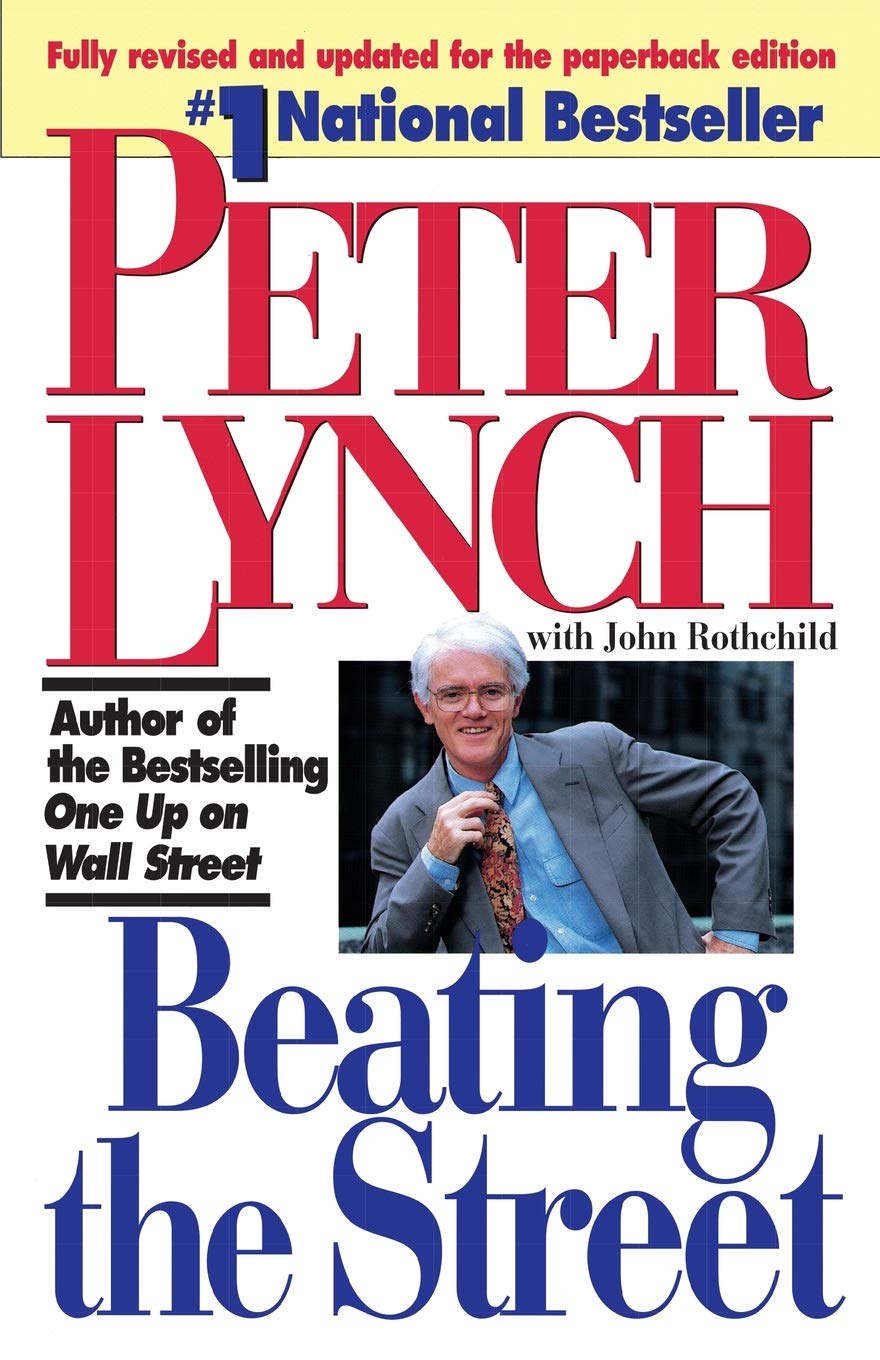 Fully revised and updated for the paperback edition
#1 National Bestseller
PETER
LYNCH
with John Rothchild
Author of
the Bestselling
One Up on
Wall Street
Beating
the Street